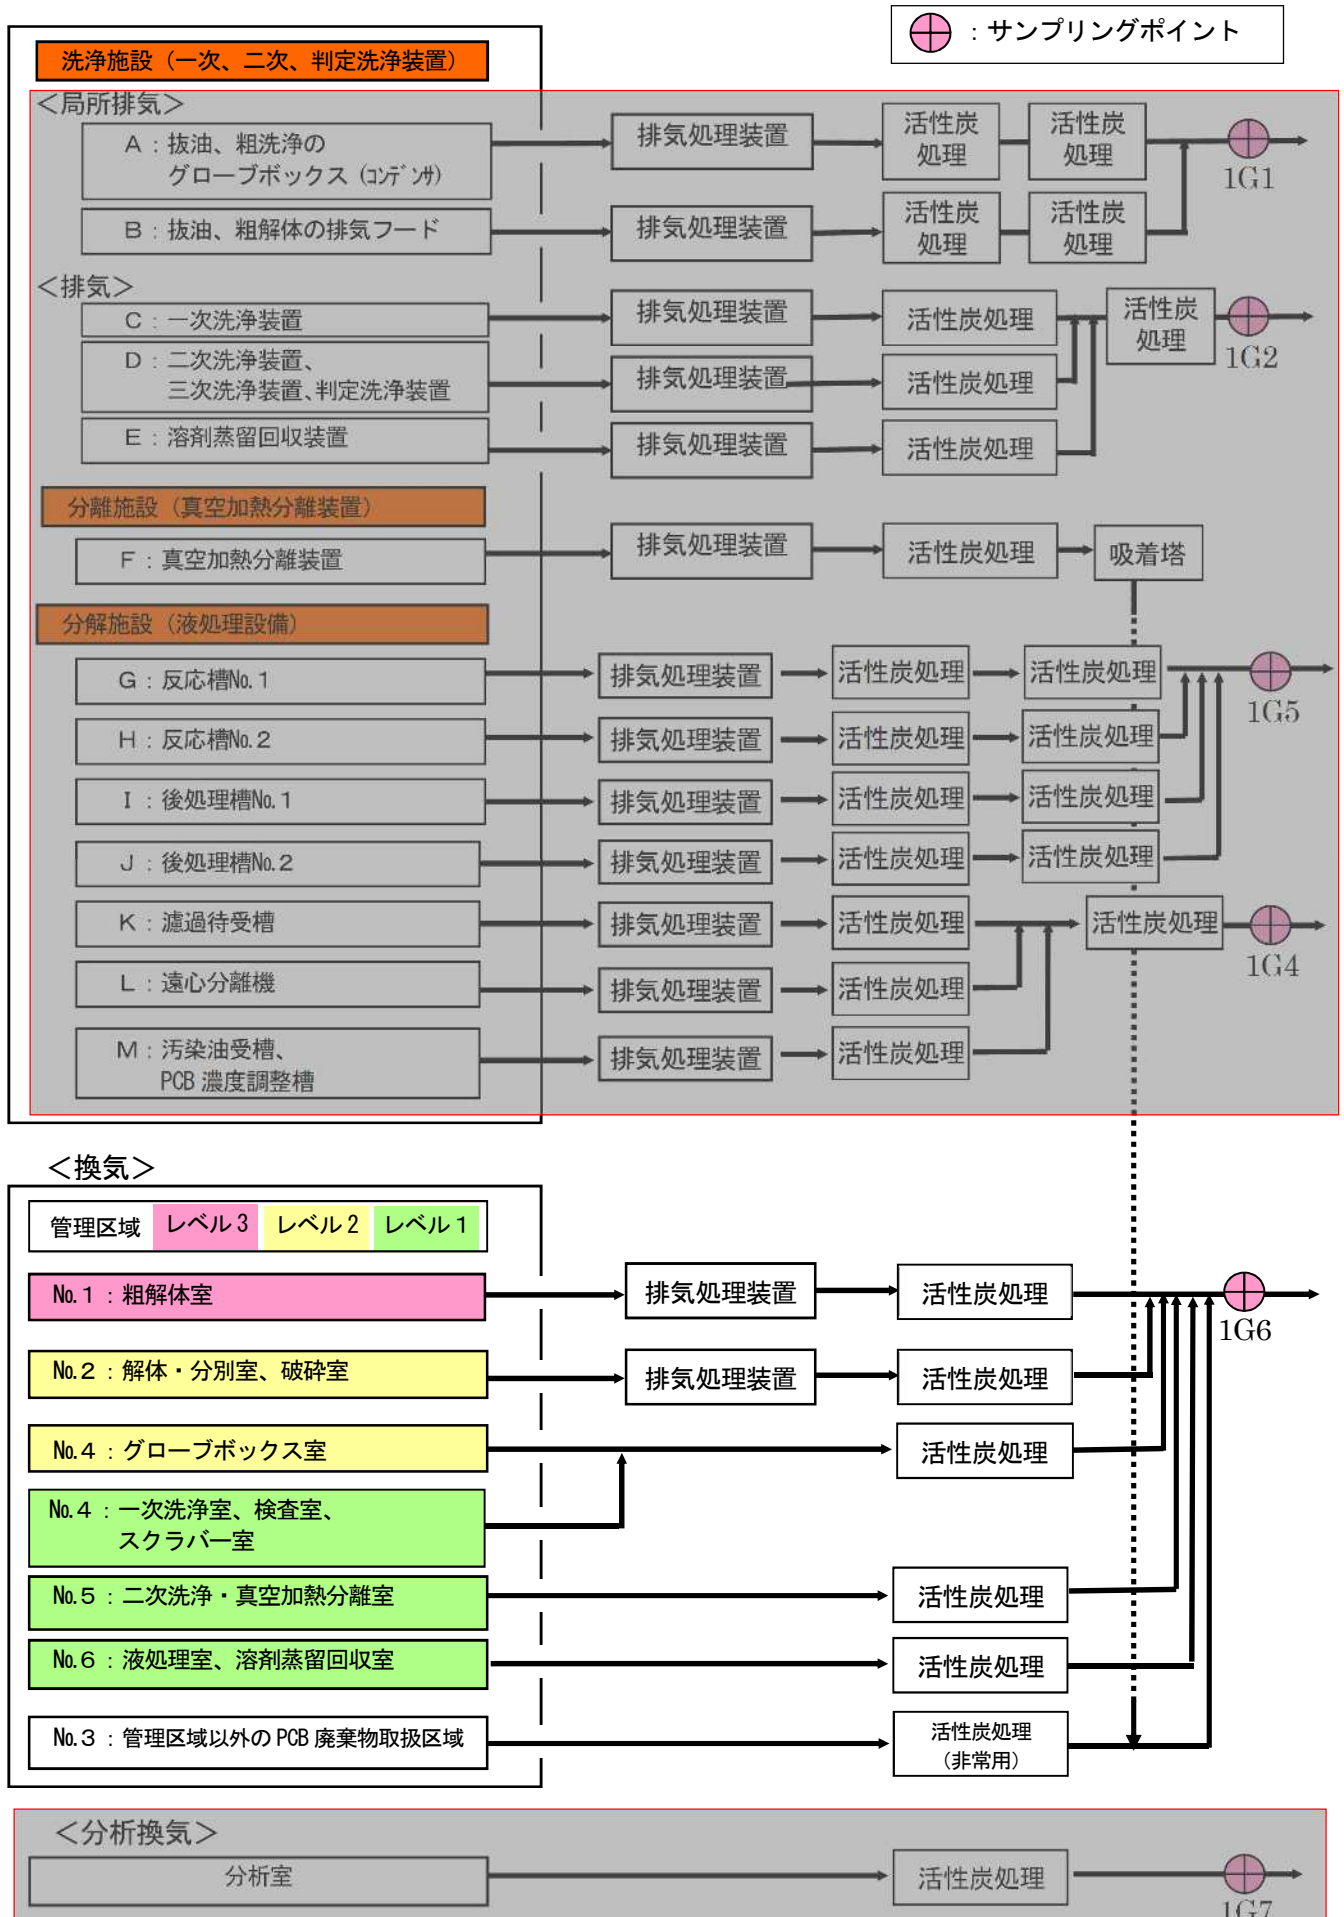 ：サンプリングポイント
洗浄施設（一次、二次、判定洗浄装置）
＜局所排気＞
A：抜油、粗洗浄の
グローブボックス（ｺﾝﾃﾞﾝｻ）
排気処理装置
活性炭
処理
活性炭
処理
1G1
B：抜油、粗解体の排気フード
排気処理装置
活性炭
処理
活性炭
処理
＜排気＞
C：一次洗浄装置
排気処理装置
活性炭処理
活性炭
処理
1G2
D：二次洗浄装置、
三次洗浄装置、判定洗浄装置
排気処理装置
活性炭処理
E：溶剤蒸留回収装置
排気処理装置
活性炭処理
分離施設（真空加熱分離装置）
F：真空加熱分離装置
排気処理装置
活性炭処理
吸着塔
分解施設（液処理設備）
G：反応槽No.1
排気処理装置
活性炭処理
活性炭処理
1G5
H：反応槽No.2
排気処理装置
活性炭処理
活性炭処理
I：後処理槽No.1
排気処理装置
活性炭処理
活性炭処理
J：後処理槽No.2
排気処理装置
活性炭処理
活性炭処理
K：濾過待受槽
排気処理装置
活性炭処理
活性炭処理
1G4
L：遠心分離機
排気処理装置
活性炭処理
M：汚染油受槽、
PCB濃度調整槽
排気処理装置
活性炭処理
＜換気＞
管理区域 レベル3 レベル2 レベル1
No.1：粗解体室
排気処理装置
活性炭処理
1G6
No.2：解体・分別室、破砕室
排気処理装置
活性炭処理
No.4：グローブボックス室
活性炭処理
No.4：一次洗浄室、検査室、
スクラバー室
No.5：二次洗浄・真空加熱分離室
活性炭処理
No.6：液処理室、溶剤蒸留回収室
活性炭処理
No.3：管理区域以外のPCB廃棄物取扱区域
活性炭処理
（非常用）
＜分析換気＞
分析室
活性炭処理
1G7